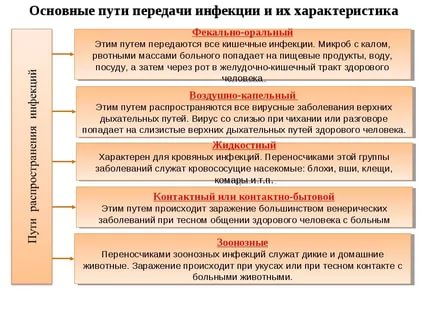 Основные пути передачи инфекции и их характеристика
Пути распространения инфекций
Фекально-оральный
Этим путем передаются все кишечные инфекции. Микроб с калом,
рвотными массами больного попадает на пищевые продукты, воду,
посуду, а затем через рот в желудочно-кишечный тракт здорового
человека.
Воздушно-капельный
Этим путем распространяются все вирусные заболевания верхних
дыхательных путей. Вирус со слизью при чихании или разговоре
попадает на слизистые верхних дыхательных путей здорового человека.
Жидкостный
Характерен для кровяных инфекций. Переносчиками этой группы
заболеваний служат кровососущие насекомые: блохи, вши, клещи,
комары и т.п.
Контактный или контактно-бытовой
Этим путем происходит заражение большинством венерических
заболеваний при тесном общении здорового человека с больным
Зоонозные
Переносчиками зоонозных инфекций служат дикие и домашние
животные. Заражение происходит при укусах или при тесном контакте с
больными животными.